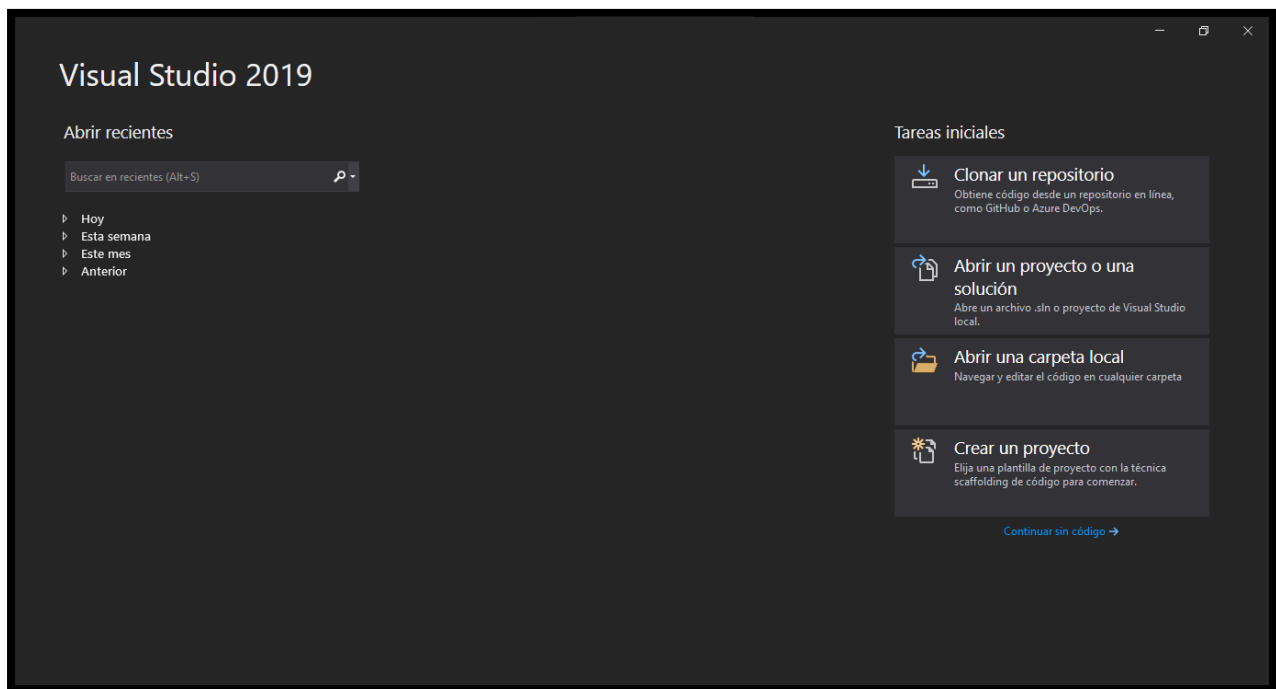 Visual Studio 2019
Abrir recientes
Buscar en recientes (Alt+S)
Hoy
Esta semana
Este mes
Anterior
Tareas iniciales
Clonar un repositorio
Obtiene código desde un repositorio en línea,
como GitHub o Azure DevOps.
Abrir un proyecto o una
solución
Abre un archivo .sln o proyecto de Visual Studio
local.
Abrir una carpeta local
Navegar y editar el código en cualquier carpeta
Crear un proyecto
Elija una plantilla de proyecto con la técnica
scaffolding de código para comenzar.
Continuar sin código →